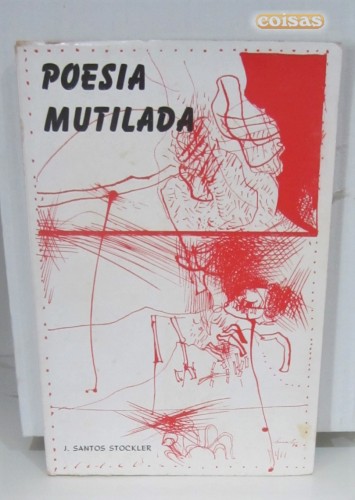 coisas
POESIA
MUTILADA
J. SANTOS STOCKLER